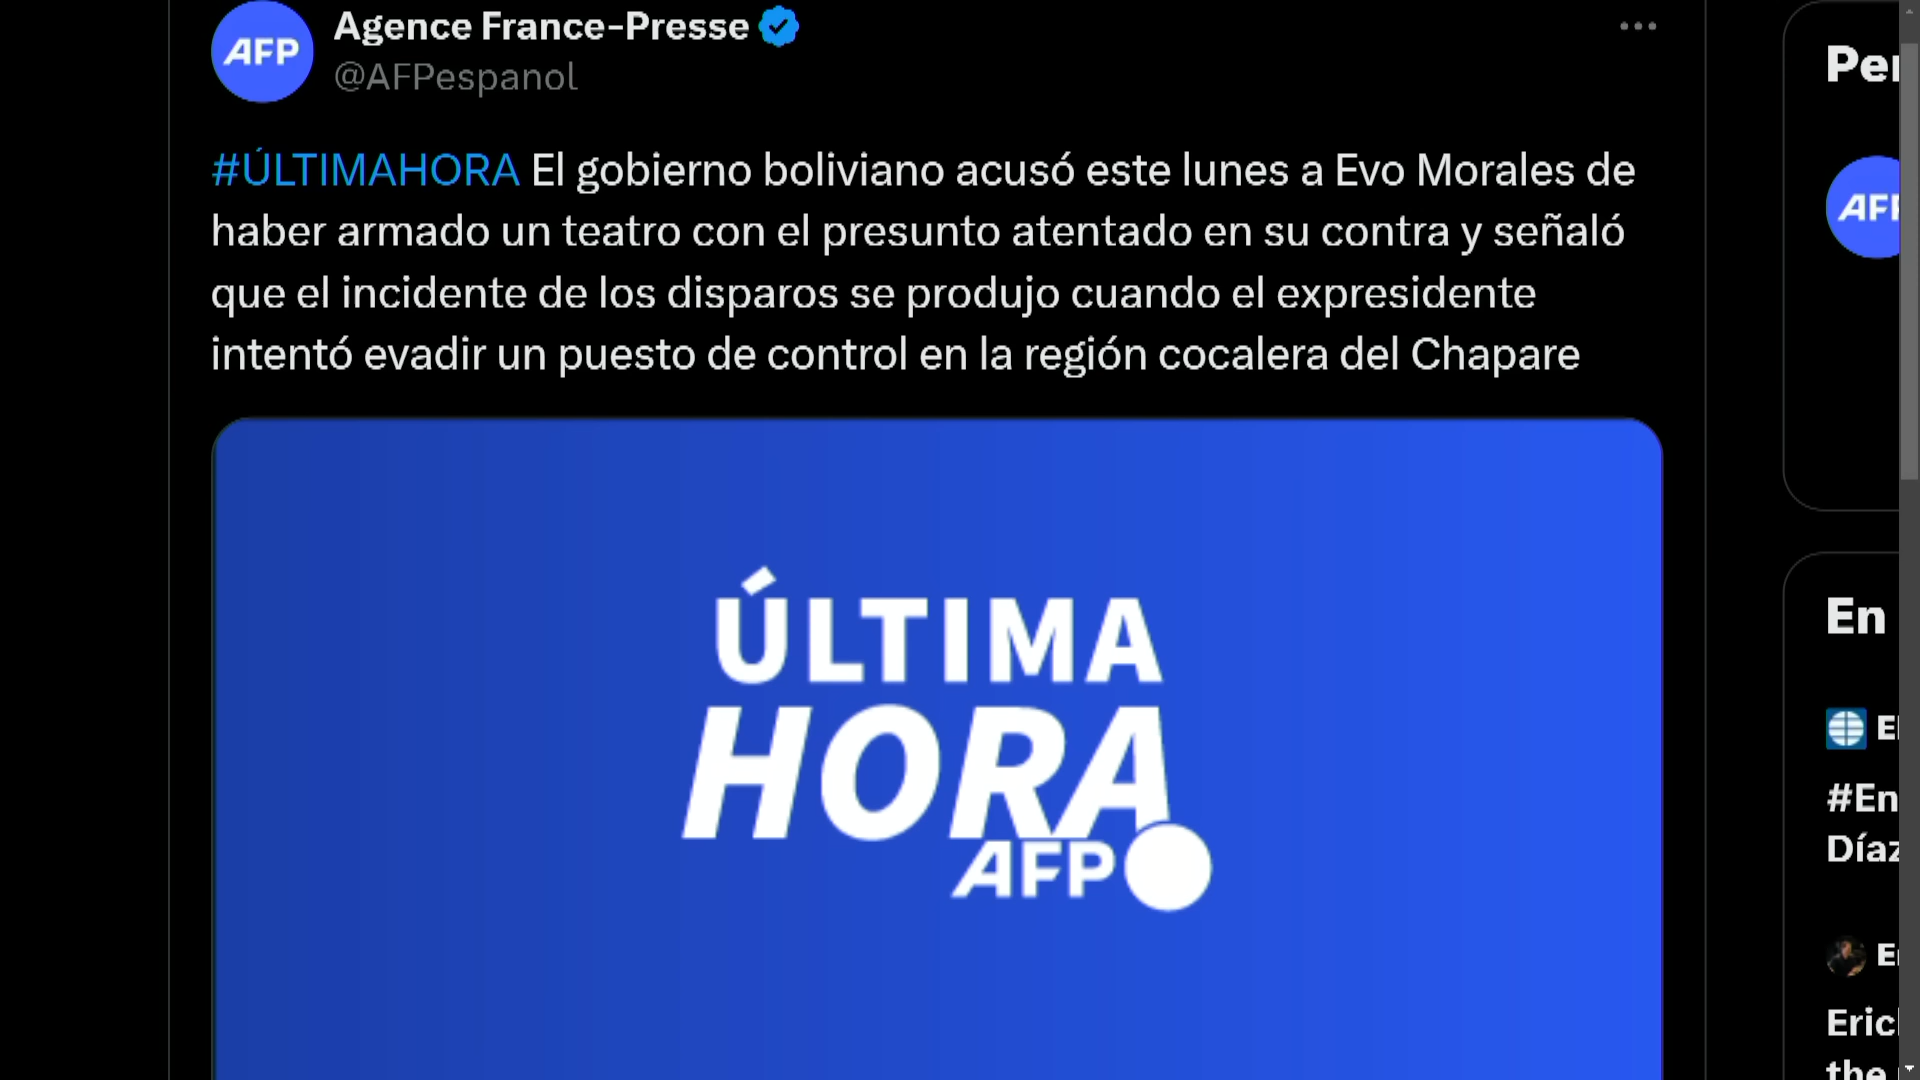 AFP
Agence France-Presse
@AFPespanol
#ÚLTIMAHORA El gobierno boliviano acusó este lunes a Evo Morales de
haber armado un teatro con el presunto atentado en su contra y señaló
que el incidente de los disparos se produjo cuando el expresidente
intentó evadir un puesto de control en la región cocalera del Chapare
ÚLTIMA
HORA
AFP
AFP
En
#En
Díaz